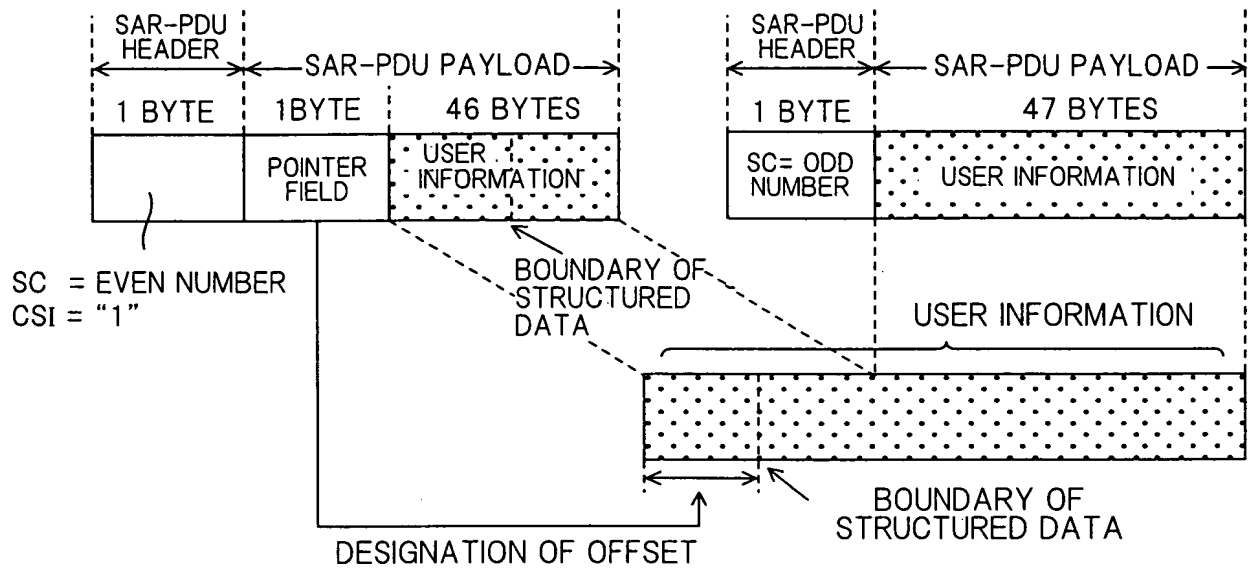 SAR-PDU
HEADER
SAR-PDU PAYLOAD
1 BYTE
1BYTE
46 BYTES
POINTER
FIELD
USER
INFORMATION
SC = EVEN NUMBER
CSI = “1”
BOUNDARY OF
STRUCTURED
DATA
SAR-PDU
HEADER
SAR-PDU PAYLOAD
1 BYTE
47 BYTES
SC= ODD
NUMBER
USER INFORMATION
USER INFORMATION
BOUNDARY OF
STRUCTURED DATA
DESIGNATION OF OFFSET